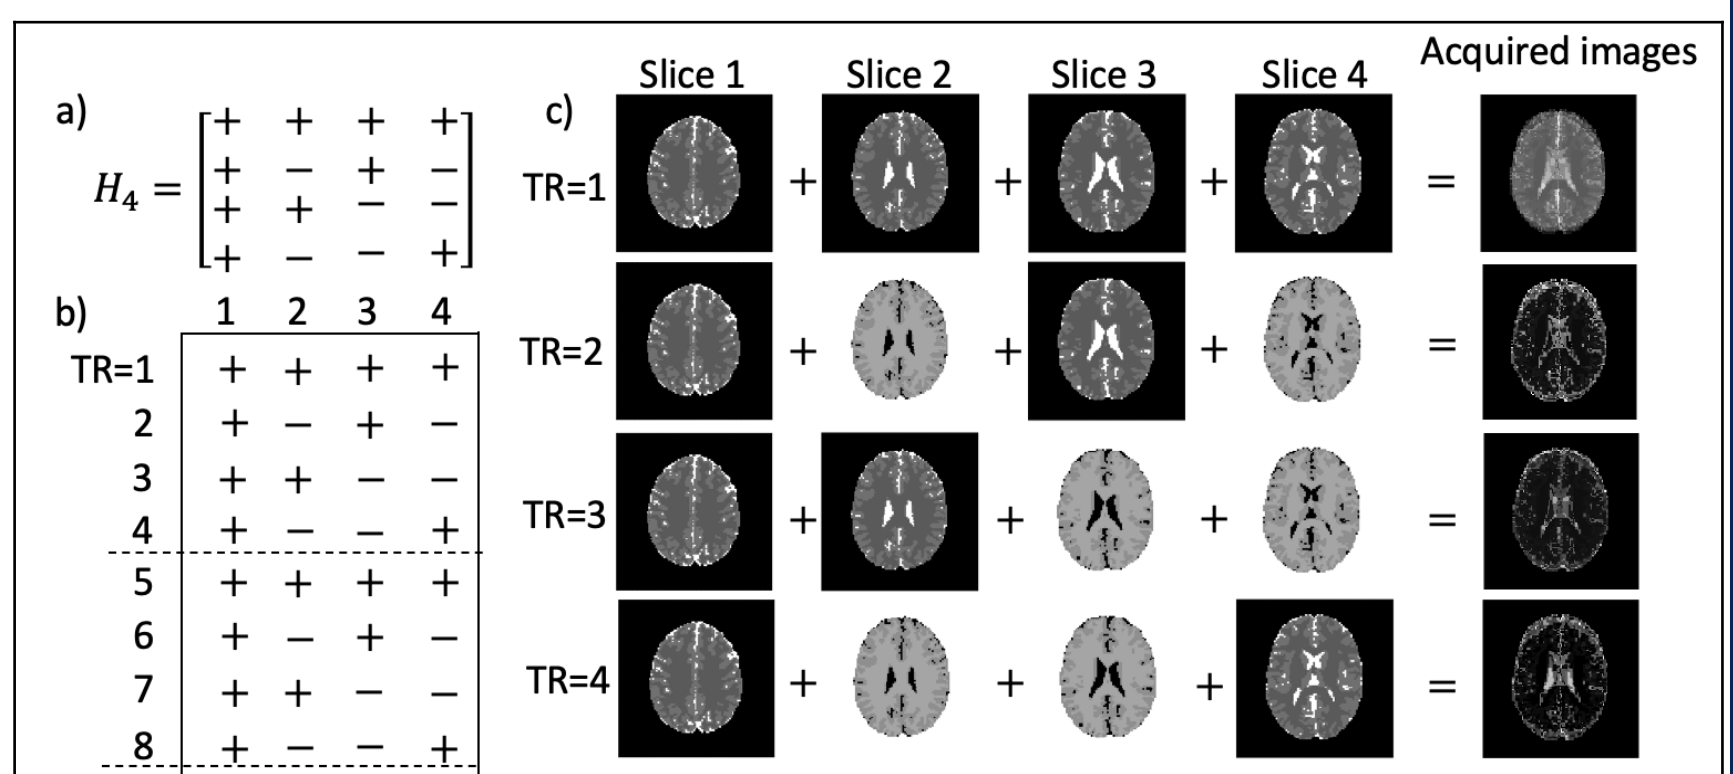 a)
H₄ =
+ + + +
+ − + −
+ + − −
+ − − +
b)
1 2 3 4
TR=1 + + + +
2 + − + −
3 + + − −
4 + − − +
5 + + + +
6 + − + −
7 + + − −
8 + − − +
c)
Slice 1 Slice 2 Slice 3 Slice 4 Acquired images
TR=1 + + + =
TR=2 + + + =
TR=3 + + + =
TR=4 + + + =